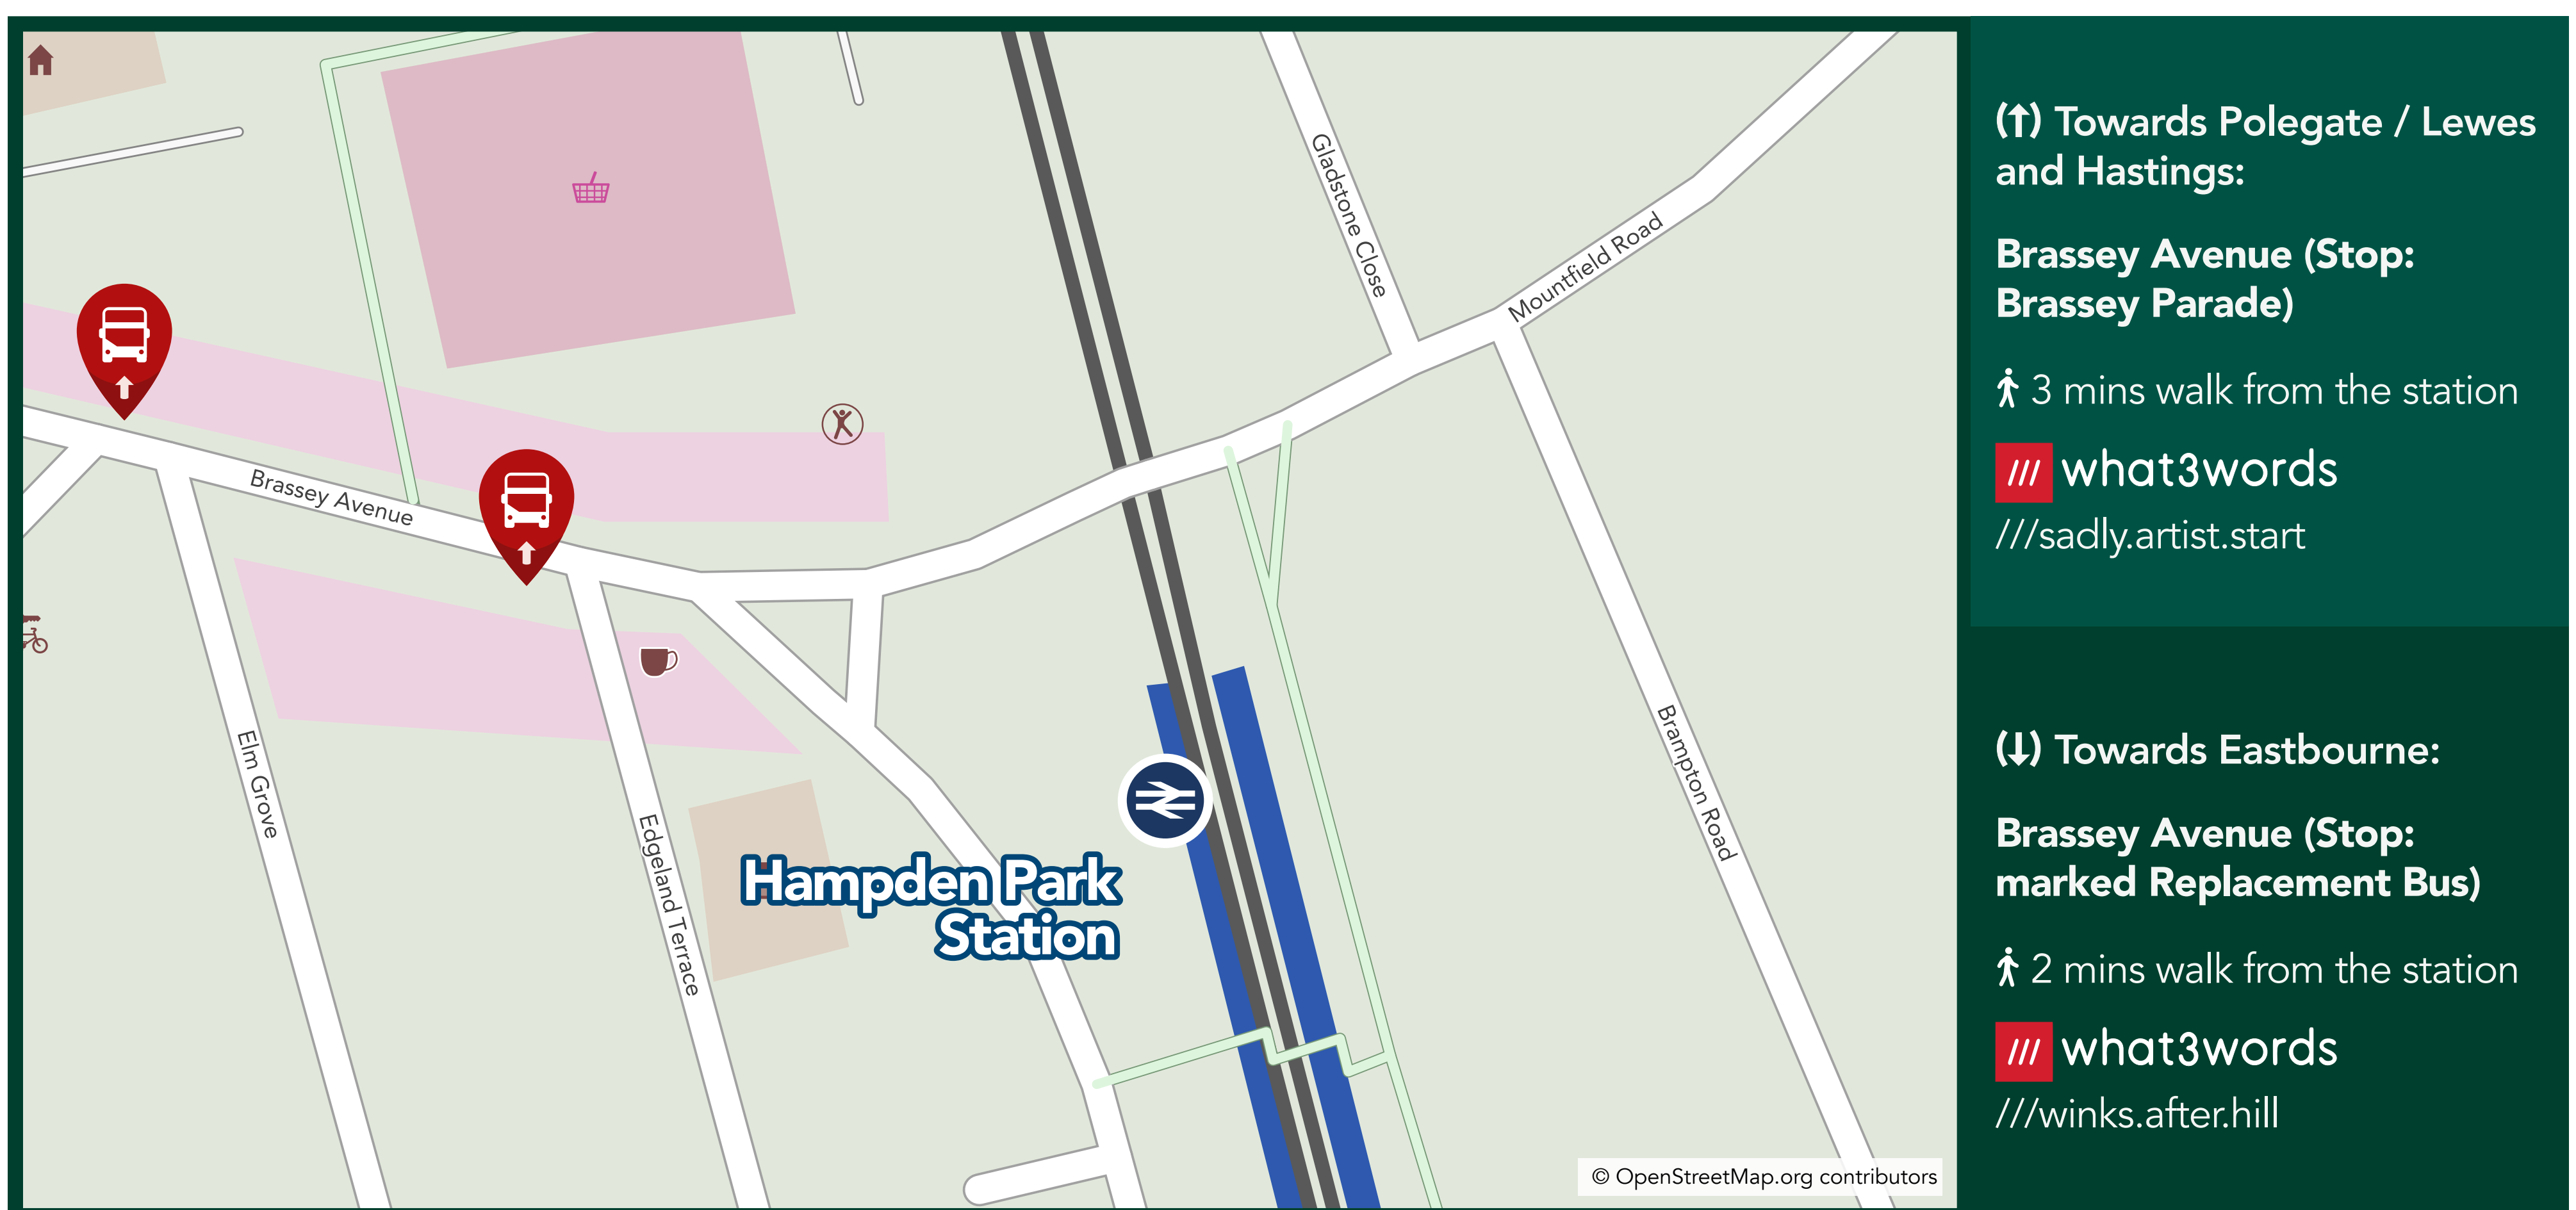 Gladstone Close
Mountfield Road
Brassey Avenue
Elm Grove
Edgeland Terrace
Brampton Road
Hampden Park
Station
© OpenStreetMap.org contributors
(↑) Towards Polegate / Lewes
and Hastings:
Brassey Avenue (Stop:
Brassey Parade)
3 mins walk from the station
/// what3words
///sadly.artist.start
(↓) Towards Eastbourne:
Brassey Avenue (Stop:
marked Replacement Bus)
2 mins walk from the station
/// what3words
///winks.after.hill